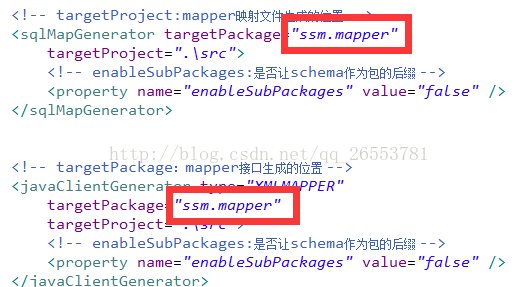 <!-- targetProject:mapper映射文件生成的位置 -->
<sqlMapGenerator targetPackage="ssm.mapper"
targetProject=".\src">
<!-- enableSubPackages:是否让schema作为包的后缀 -->
<property name="enableSubPackages" value="false" />
</sqlMapGenerator>
http://blog.csdn.net/qq_26553781
<!-- targetPackage: mapper接口生成的位置 -->
<javaClientGenerator type="XMLMAPPER"
targetPackage="ssm.mapper"
targetProject=".\src">
<!-- enableSubPackages:是否让schema作为包的后缀 -->
<property name="enableSubPackages" value="false" />
</javaClientGenerator>